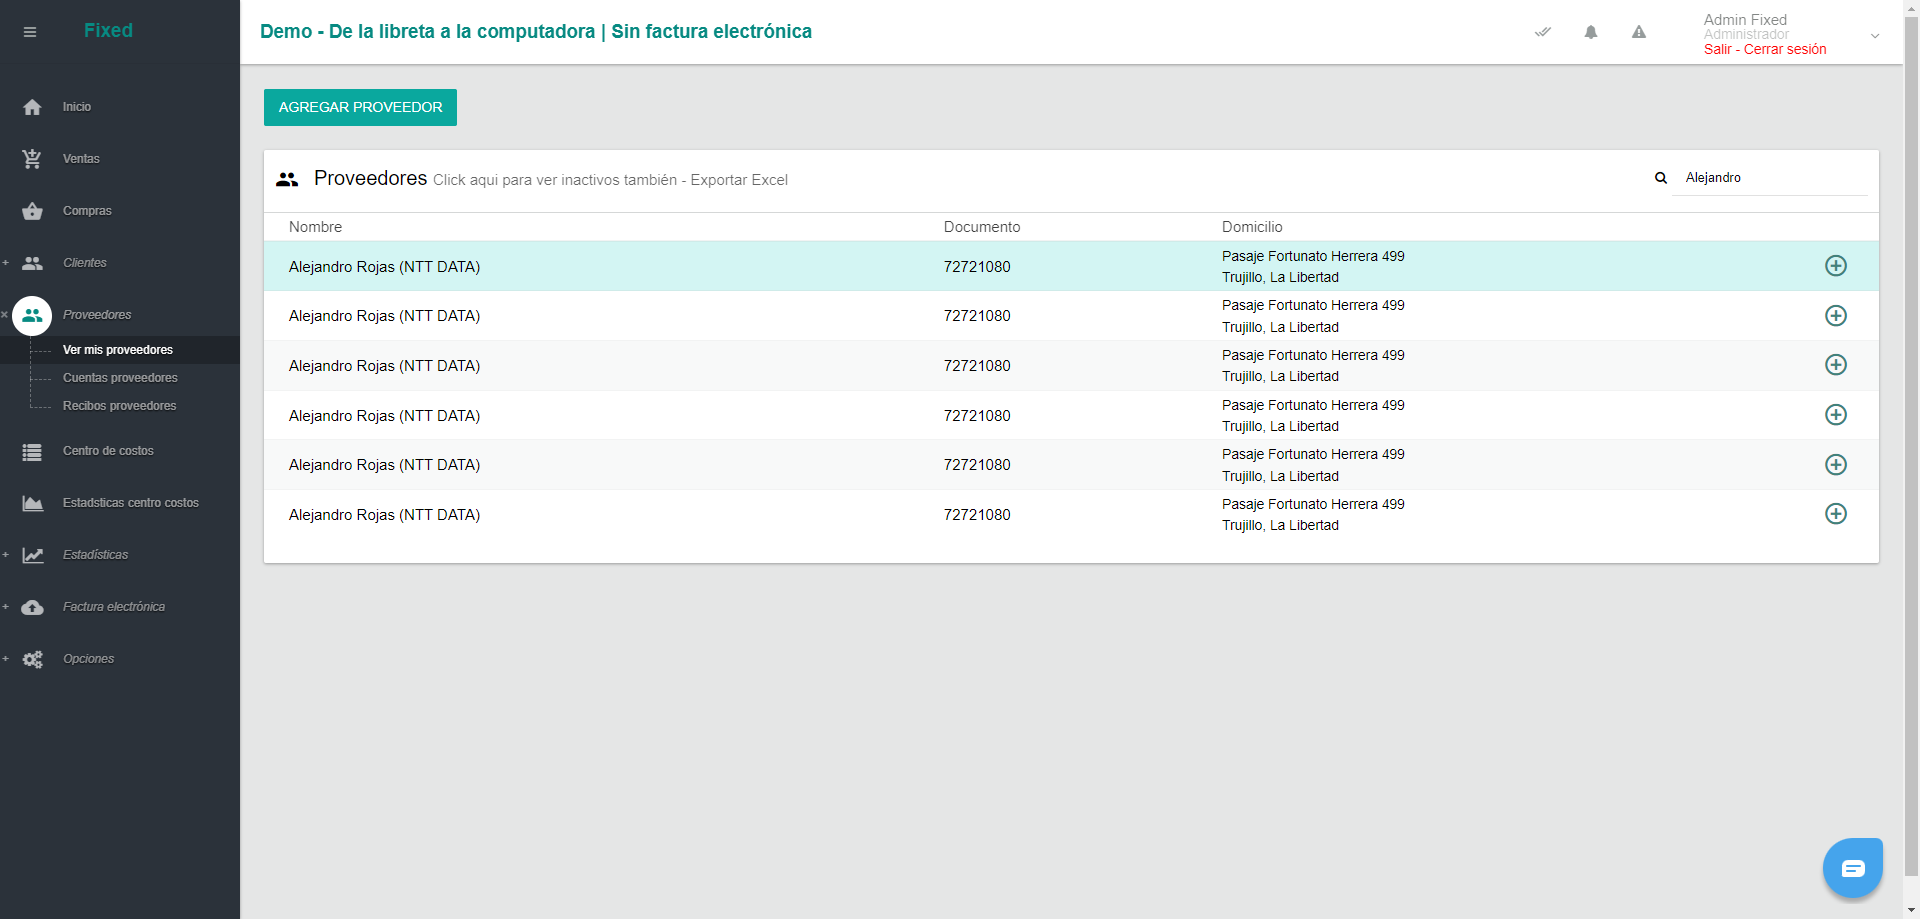 Fixed
Demo - De la libreta a la computadora | Sin factura electrónica
Admin Fixed
Administrador
Salir - Cerrar sesión
Inicio
Ventas
Compras
+ Clientes
× Proveedores
Ver mis proveedores
Cuentas proveedores
Recibos proveedores
Centro de costos
Estadsticas centro costos
+ Estadísticas
+ Factura electrónica
+ Opciones
AGREGAR PROVEEDOR
Proveedores Click aqui para ver inactivos también - Exportar Excel
Alejandro
Nombre Documento Domicilio
Alejandro Rojas (NTT DATA) 72721080 Pasaje Fortunato Herrera 499
Trujillo, La Libertad
Alejandro Rojas (NTT DATA) 72721080 Pasaje Fortunato Herrera 499
Trujillo, La Libertad
Alejandro Rojas (NTT DATA) 72721080 Pasaje Fortunato Herrera 499
Trujillo, La Libertad
Alejandro Rojas (NTT DATA) 72721080 Pasaje Fortunato Herrera 499
Trujillo, La Libertad
Alejandro Rojas (NTT DATA) 72721080 Pasaje Fortunato Herrera 499
Trujillo, La Libertad
Alejandro Rojas (NTT DATA) 72721080 Pasaje Fortunato Herrera 499
Trujillo, La Libertad